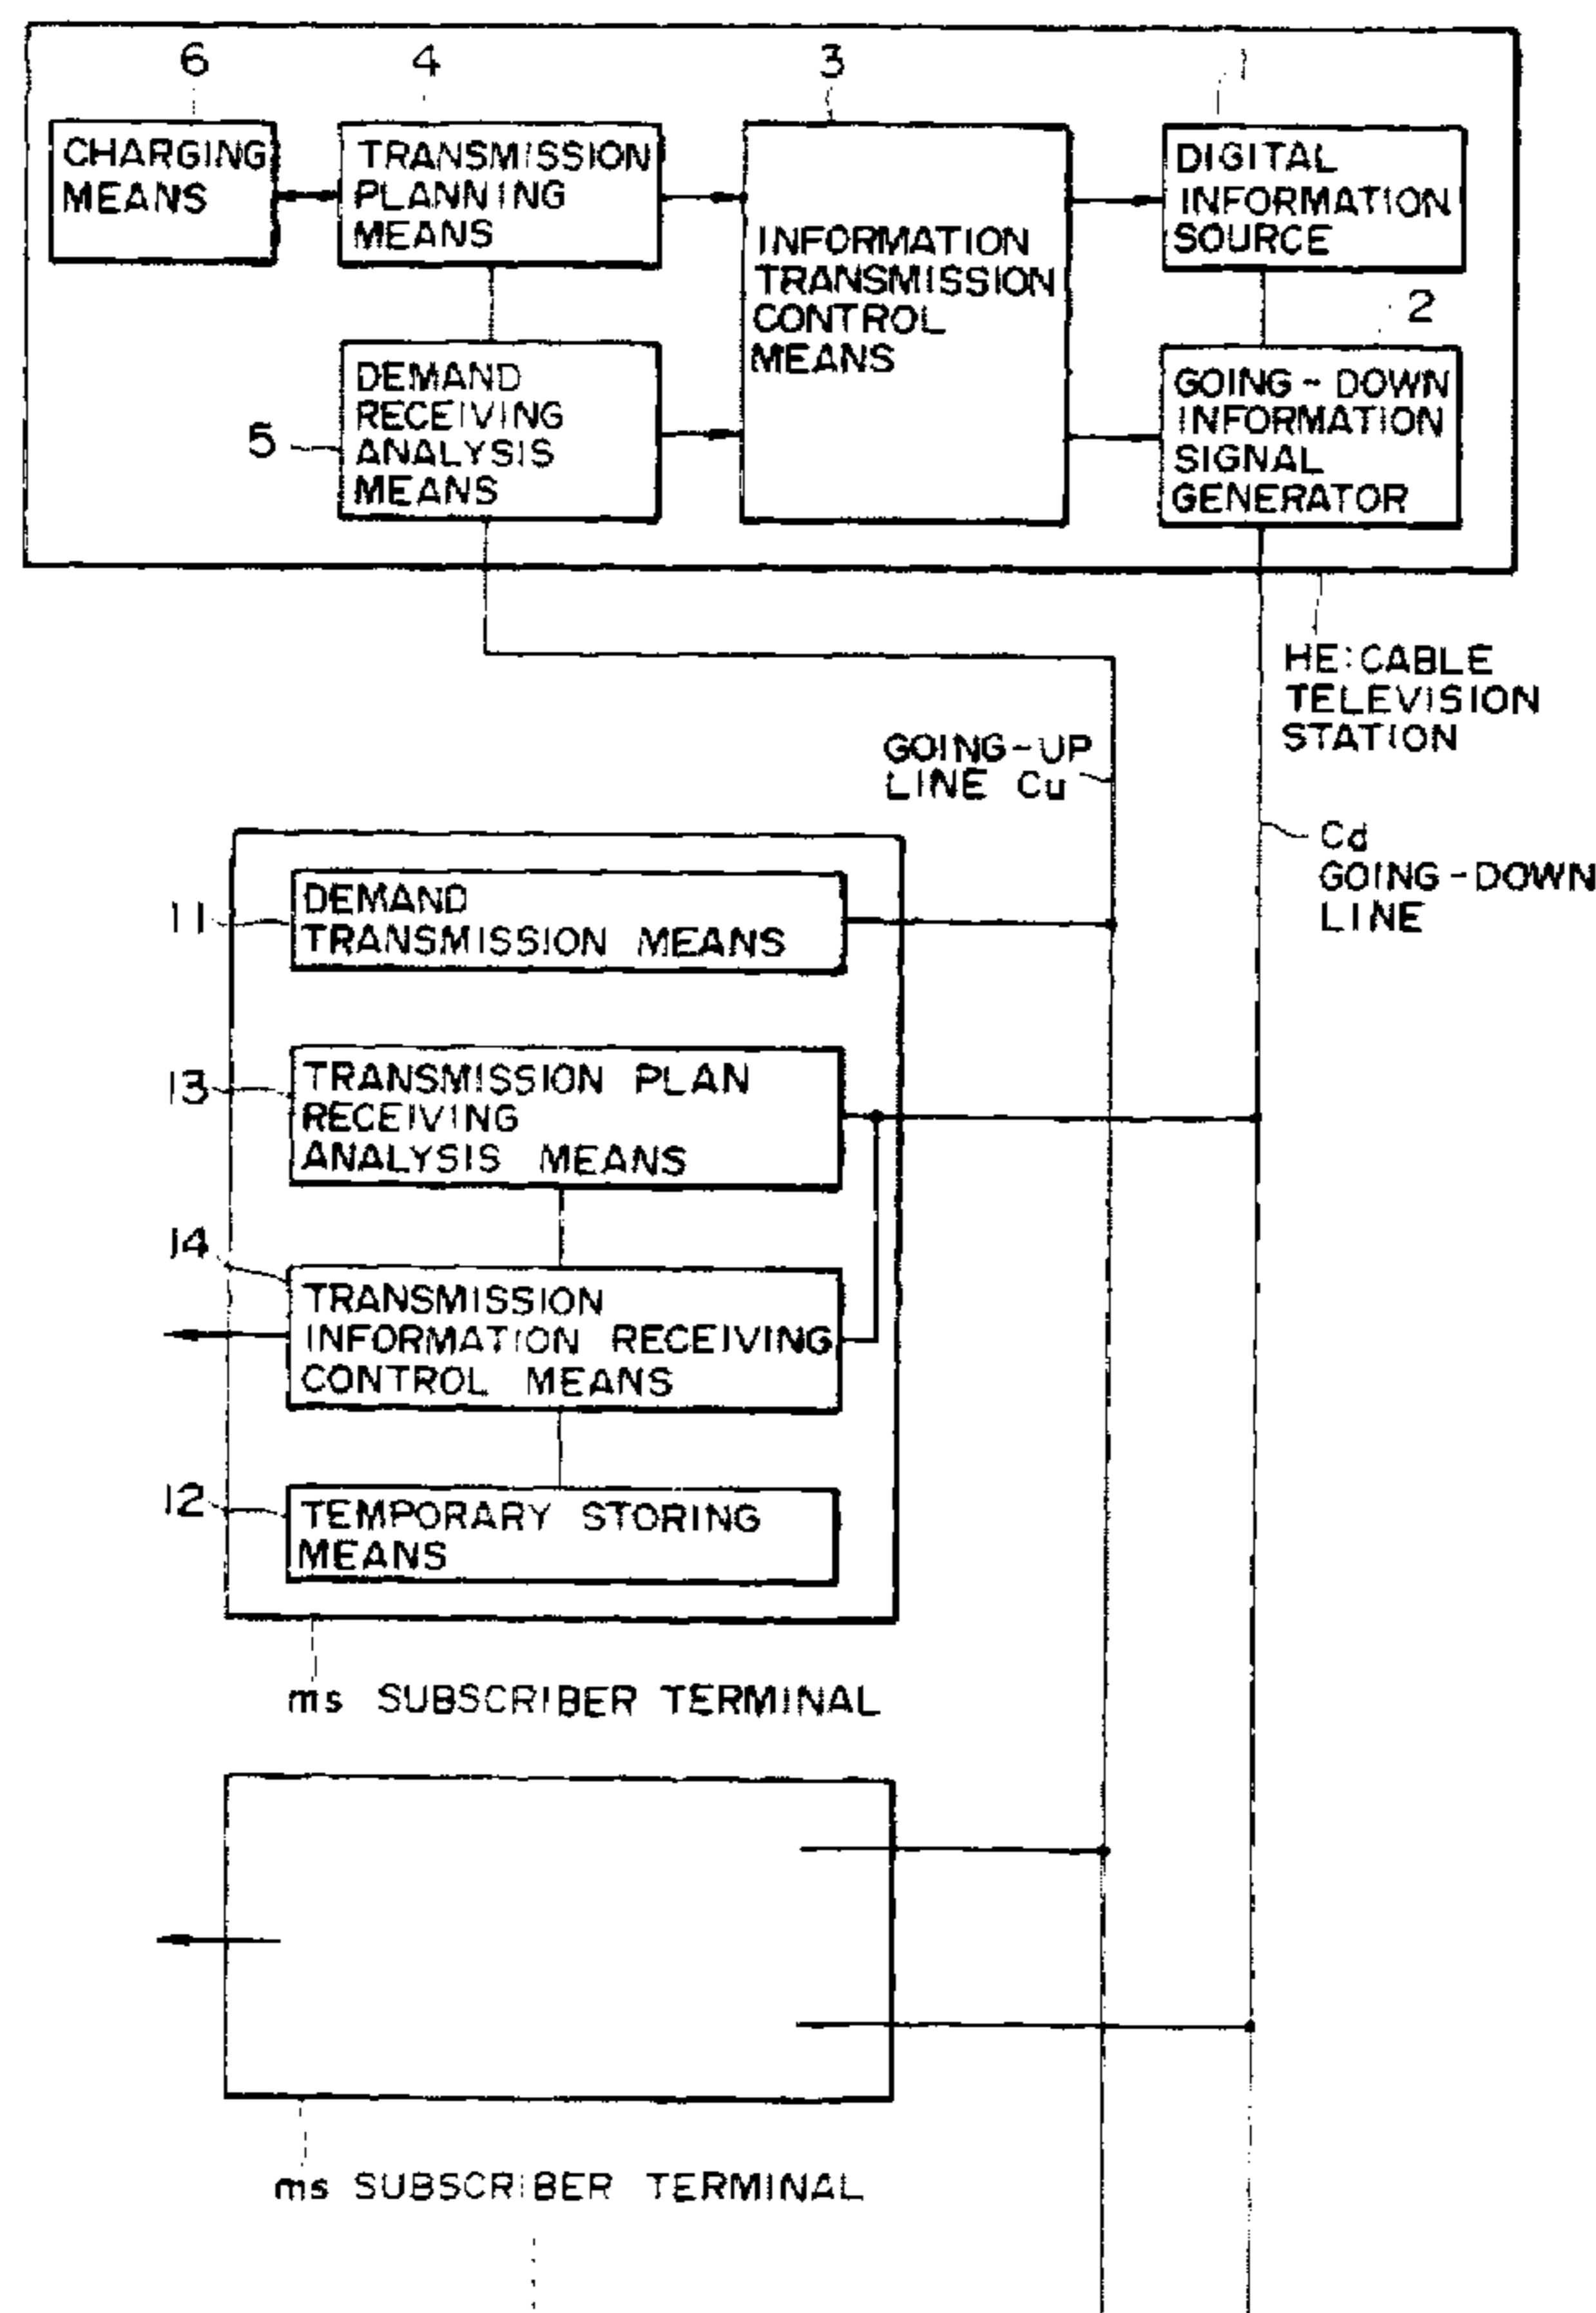 6
4
3
1
CHARGING
MEANS
TRANSMISSION
PLANNING
MEANS
INFORMATION
TRANSMISSION
CONTROL
MEANS
DIGITAL
INFORMATION
SOURCE
2
5
DEMAND
RECEIVING
ANALYSIS
MEANS
GOING-DOWN
INFORMATION
SIGNAL
GENERATOR
HE:CABLE
TELEVISION
STATION
GOING-UP
LINE Cu
Cd
GOING-DOWN
LINE
11
DEMAND
TRANSMISSION MEANS
13
TRANSMISSION PLAN
RECEIVING
ANALYSIS MEANS
14
TRANSMISSION
INFORMATION RECEIVING
CONTROL MEANS
12
TEMPORARY STORING
MEANS
ms SUBSCRIBER TERMINAL
ms SUBSCRIBER TERMINAL